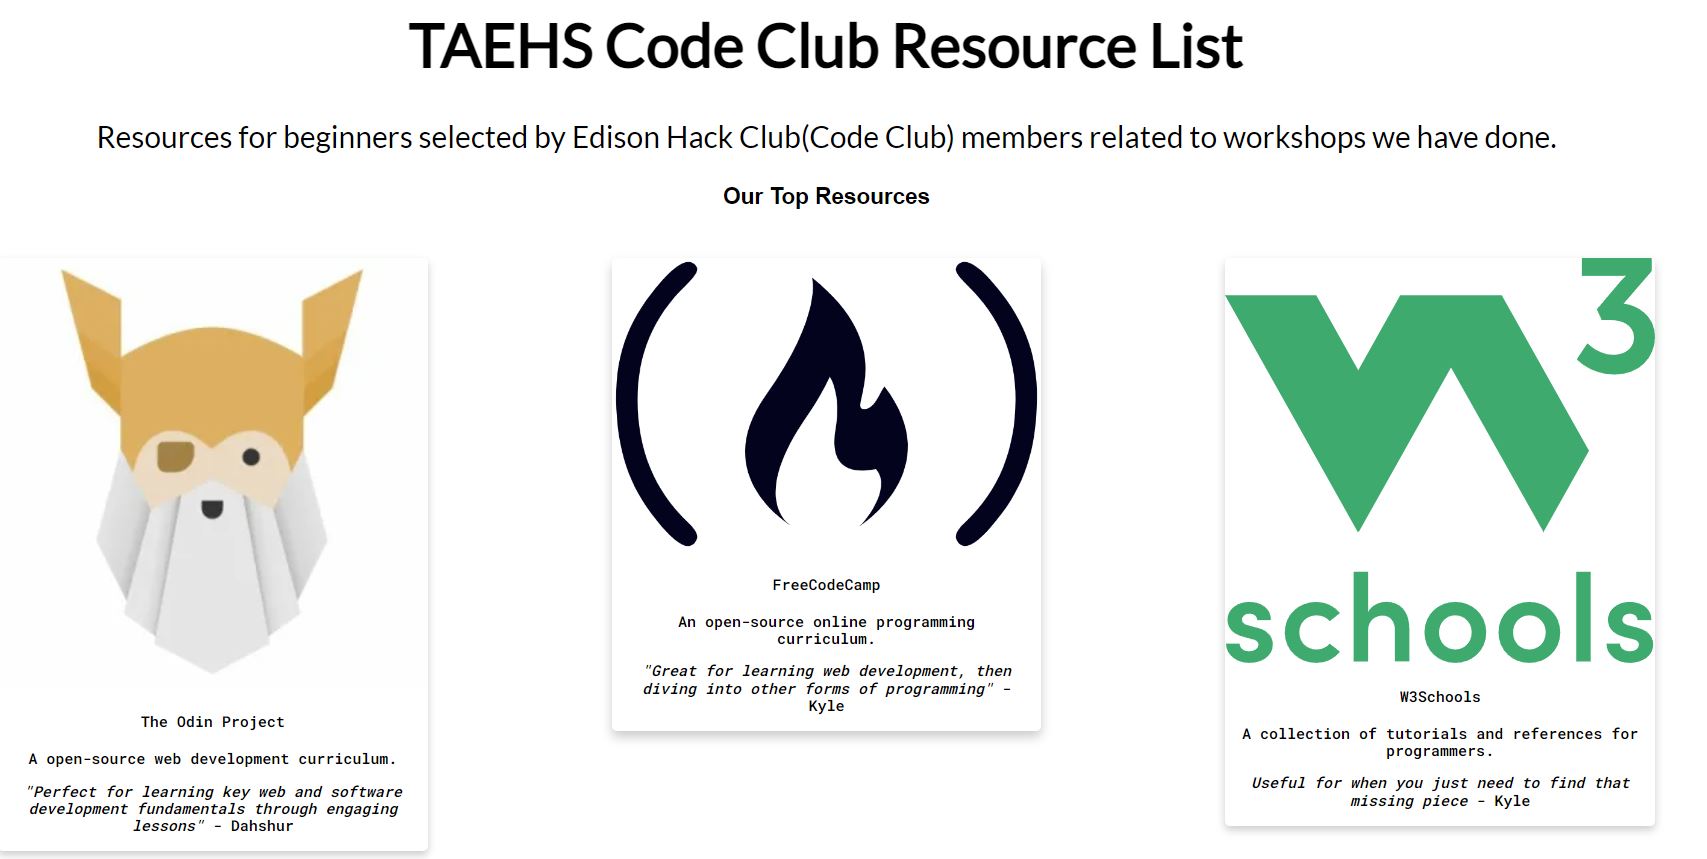 TAEHS Code Club Resource List
Resources for beginners selected by Edison Hack Club(Code Club) members related to workshops we have done.
Our Top Resources
The Odin Project
A open-source web development curriculum.
"Perfect for learning key web and software
development fundamentals through engaging
lessons" - Dahshur
FreeCodeCamp
An open-source online programming
curriculum.
"Great for learning web development, then
diving into other forms of programming" -
Kyle
W3
schools
W3Schools
A collection of tutorials and references for
programmers.
Useful for when you just need to find that
missing piece - Kyle